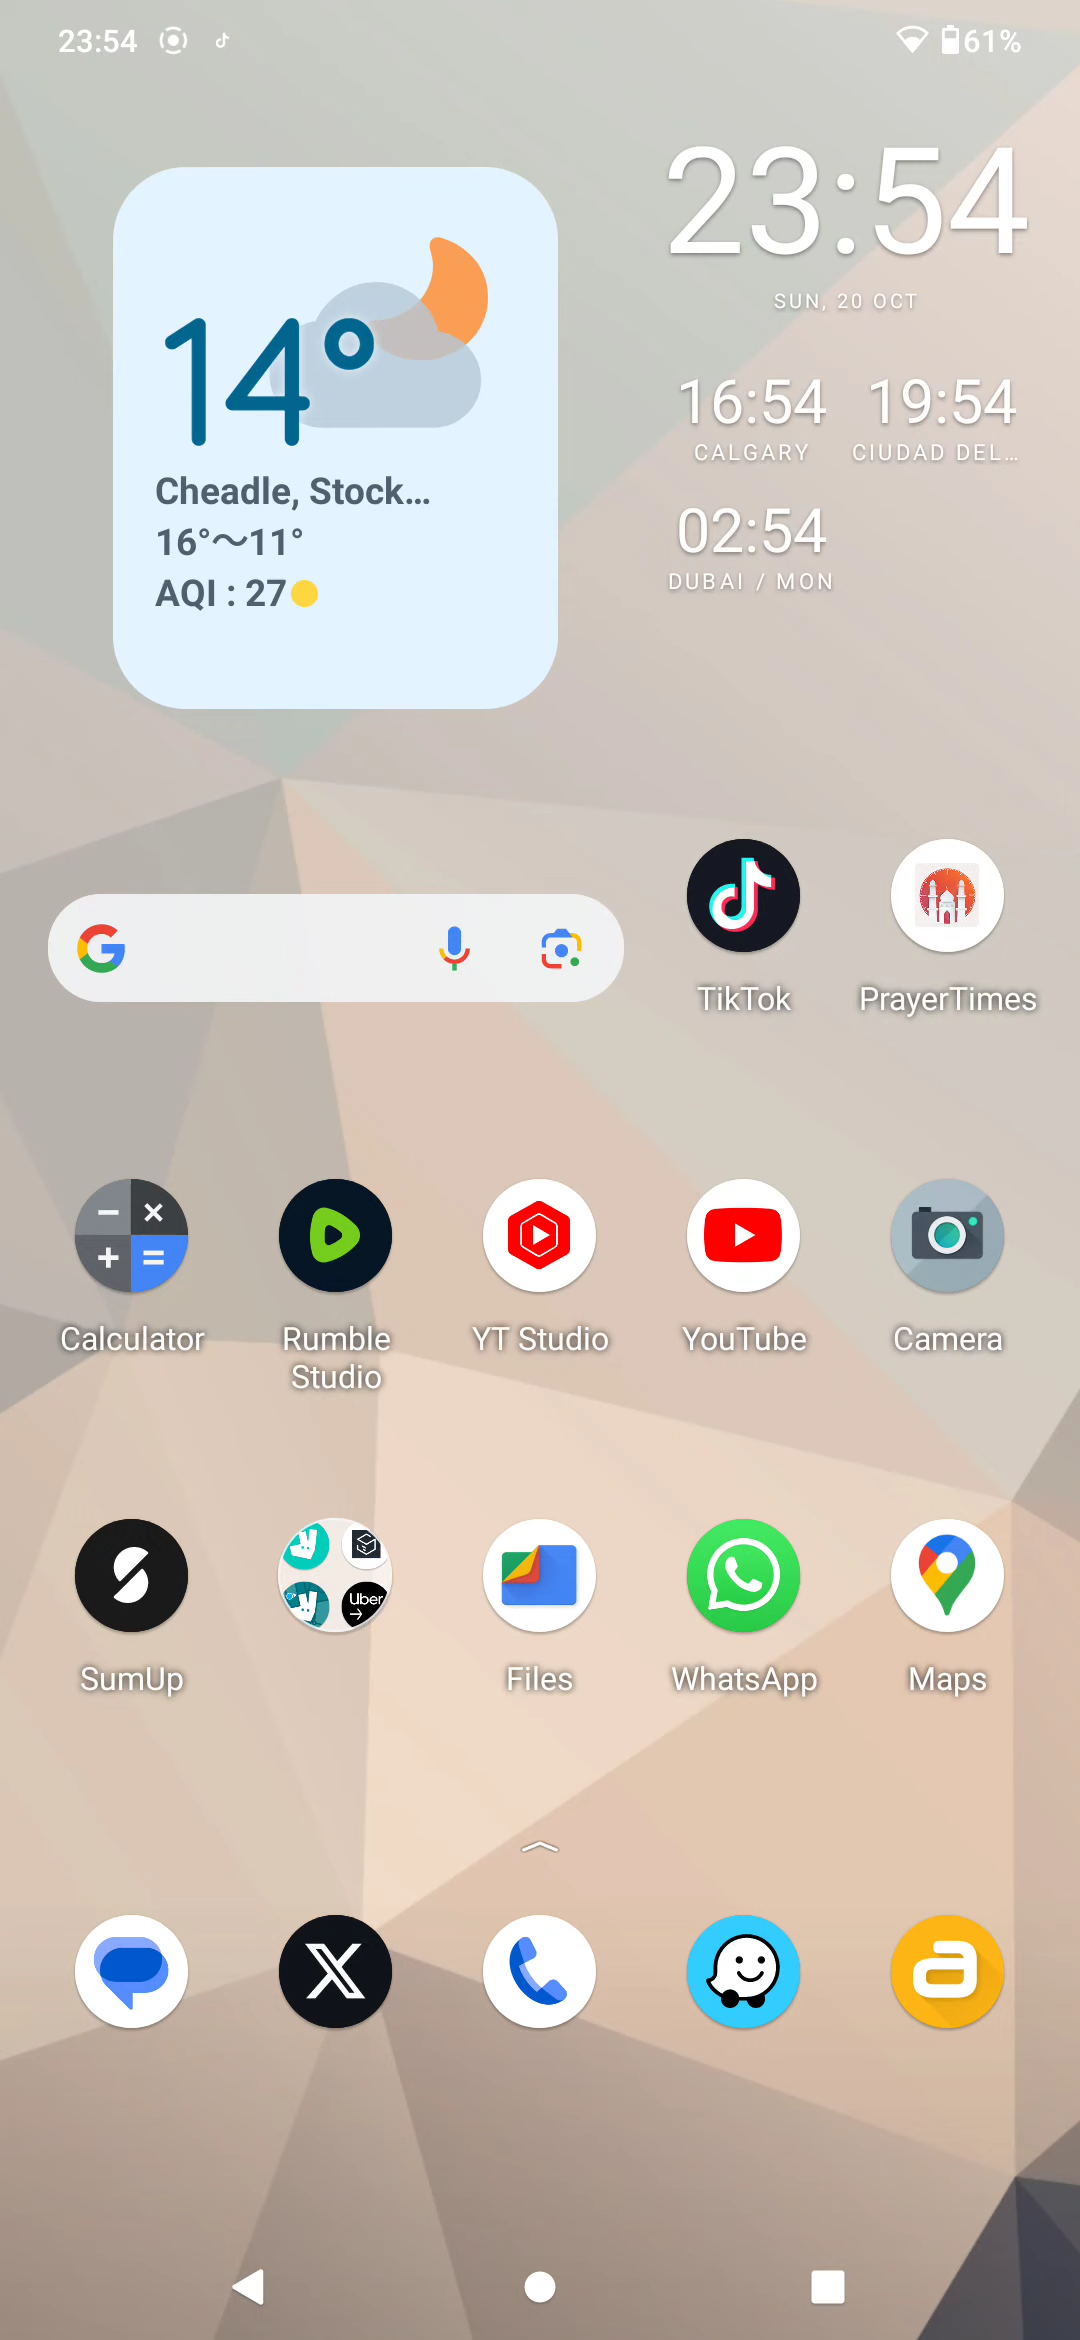 23:54
61%
23:54
SUN, 20 OCT
14°
Cheadle, Stock...
16°~11°
AQI : 27
16:54
CALGARY
19:54
CIUDAD DEL...
02:54
DUBAI / MON
TikTok
PrayerTimes
Calculator
Rumble
Studio
YT Studio
YouTube
Camera
SumUp
Uber
Files
WhatsApp
Maps